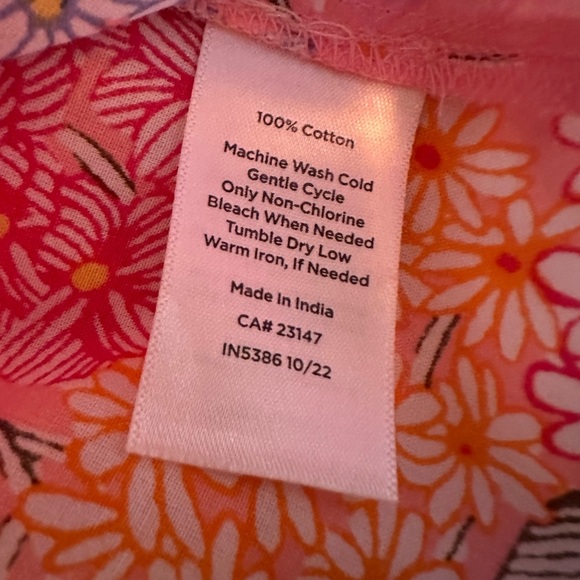 100% Cotton
Machine Wash Cold
Gentle Cycle
Only Non-Chlorine
Bleach When Needed
Tumble Dry Low
Warm Iron, If Needed
Made In India
CA# 23147
IN5386 10/22